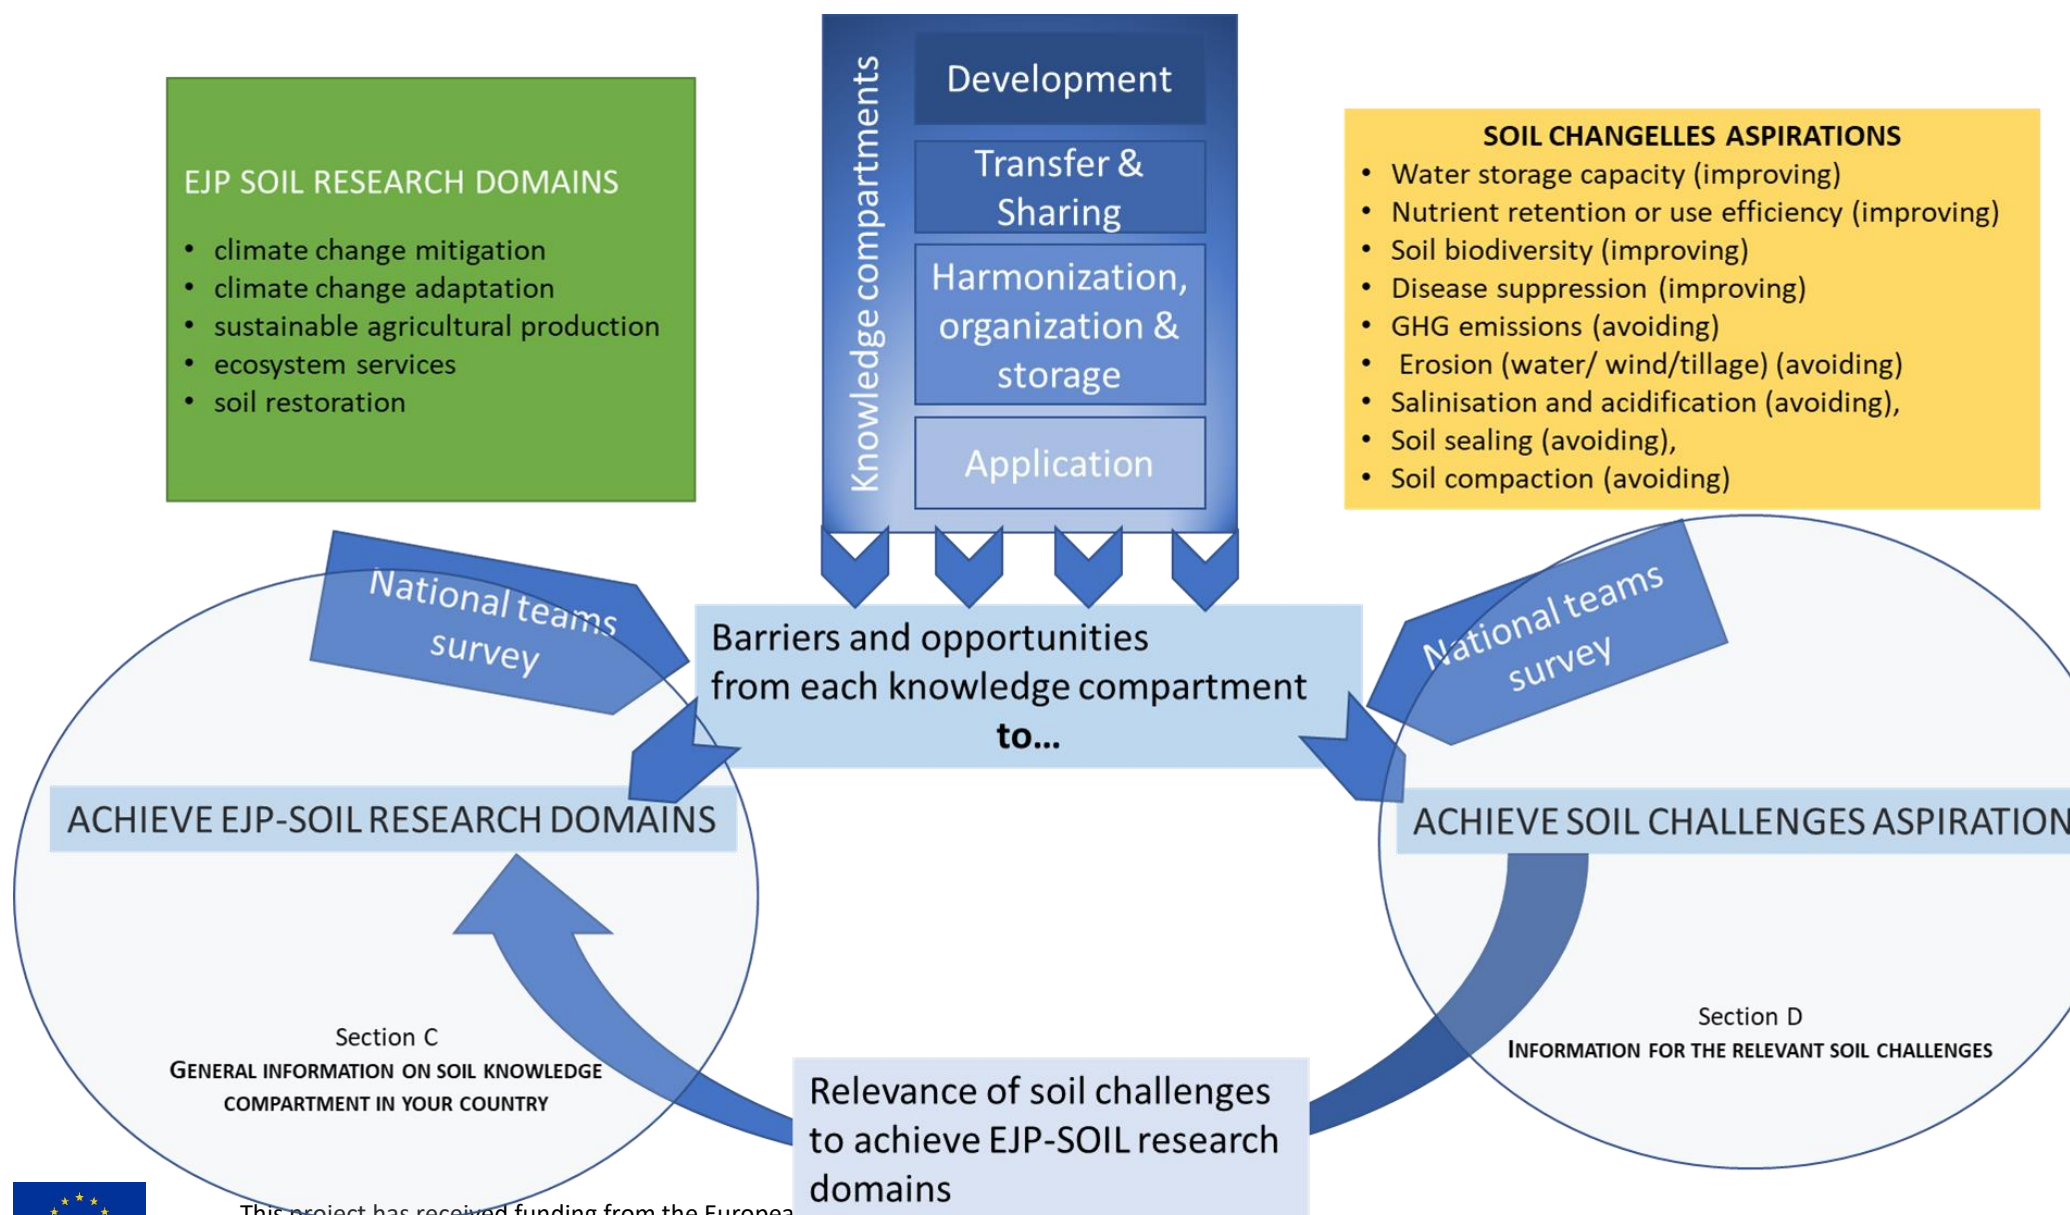 Knowledge compartments
Development
Transfer &
Sharing
Harmonization,
organization &
storage
Application
EJP SOIL RESEARCH DOMAINS
• climate change mitigation
• climate change adaptation
• sustainable agricultural production
• ecosystem services
• soil restoration
SOIL CHANGELLES ASPIRATIONS
• Water storage capacity (improving)
• Nutrient retention or use efficiency (improving)
• Soil biodiversity (improving)
• Disease suppression (improving)
• GHG emissions (avoiding)
• Erosion (water/ wind/tillage) (avoiding)
• Salinisation and acidification (avoiding),
• Soil sealing (avoiding),
• Soil compaction (avoiding)
National teams
survey
National teams
survey
Barriers and opportunities
from each knowledge compartment
to...
ACHIEVE EJP-SOIL RESEARCH DOMAINS
ACHIEVE SOIL CHALLENGES ASPIRATION
Section C
GENERAL INFORMATION ON SOIL KNOWLEDGE
COMPARTMENT IN YOUR COUNTRY
Section D
INFORMATION FOR THE RELEVANT SOIL CHALLENGES
Relevance of soil challenges
to achieve EJP-SOIL research
domains
This project has received funding from the Europea